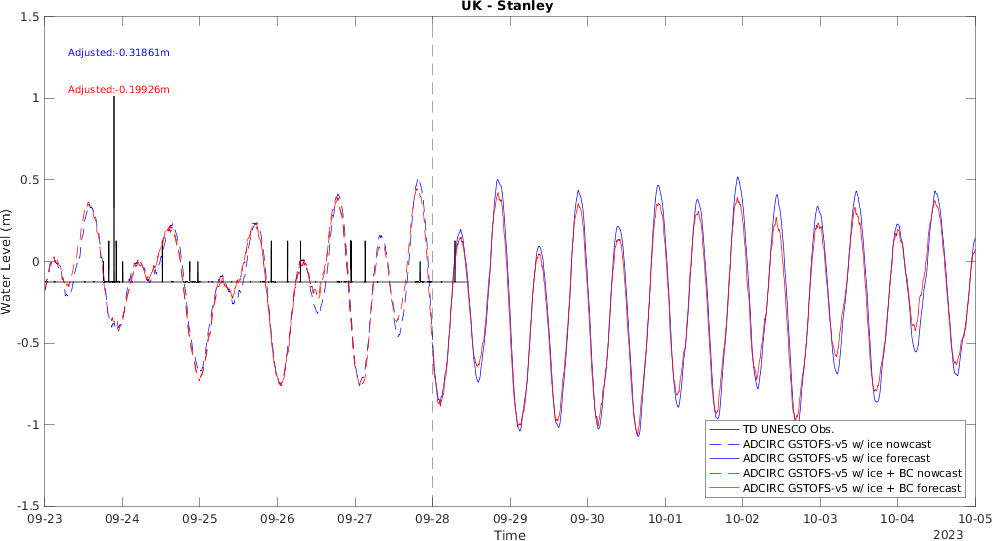 UK - Stanley
1.5
Adjusted:-0.31861m
Adjusted:-0.19926m
1
0.5
0
-0.5
-1
-1.5
Water Level (m)
TD UNESCO Obs.
ADCIRC GSTOFS-v5 w/ ice nowcast
ADCIRC GSTOFS-v5 w/ ice forecast
ADCIRC GSTOFS-v5 w/ ice + BC nowcast
ADCIRC GSTOFS-v5 w/ ice + BC forecast
09-23 09-24 09-25 09-26 09-27 09-28 09-29 09-30 10-01 10-02 10-03 10-04 10-05
Time
2023